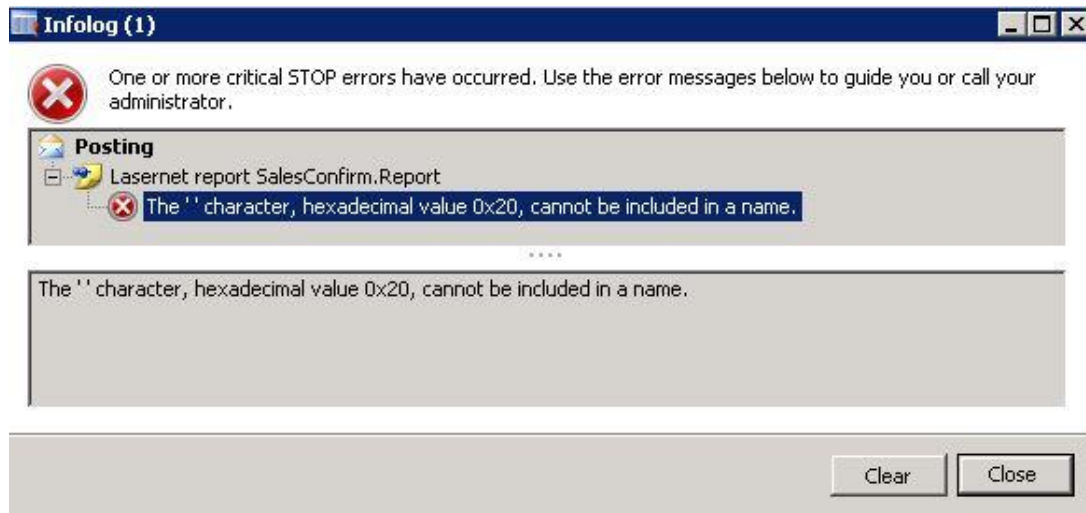 Infolog (1)
One or more critical STOP errors have occurred. Use the error messages below to guide you or call your
administrator.
Posting
Lasernet report SalesConfirm.Report
The ' ' character, hexadecimal value 0x20, cannot be included in a name.
The ' ' character, hexadecimal value 0x20, cannot be included in a name.
Clear Close